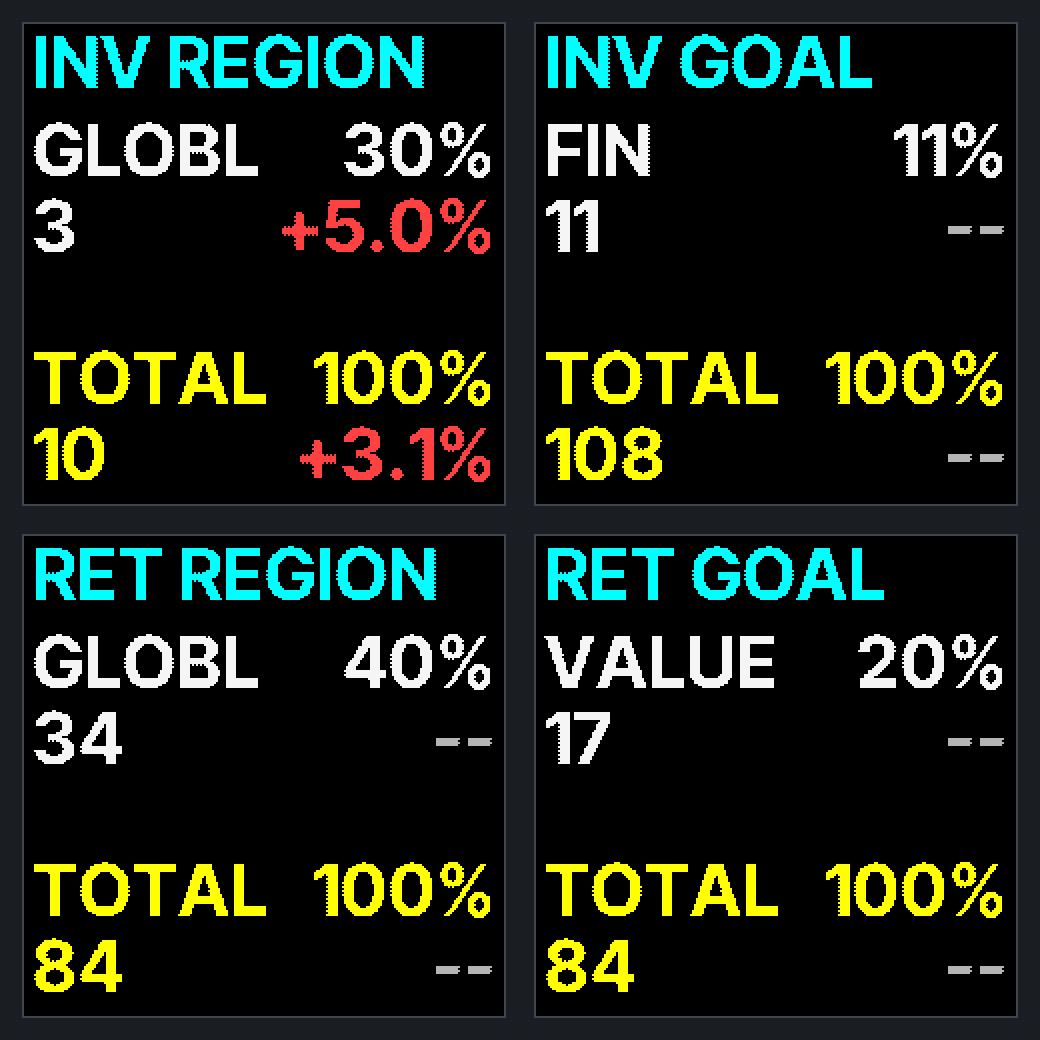 INV REGION
GLOBL 30%
3 +5.0%
TOTAL 100%
10 +3.1%
INV GOAL
FIN 11%
11 --
TOTAL 100%
108 --
RET REGION
GLOBL 40%
34 --
TOTAL 100%
84 --
RET GOAL
VALUE 20%
17 --
TOTAL 100%
84 --